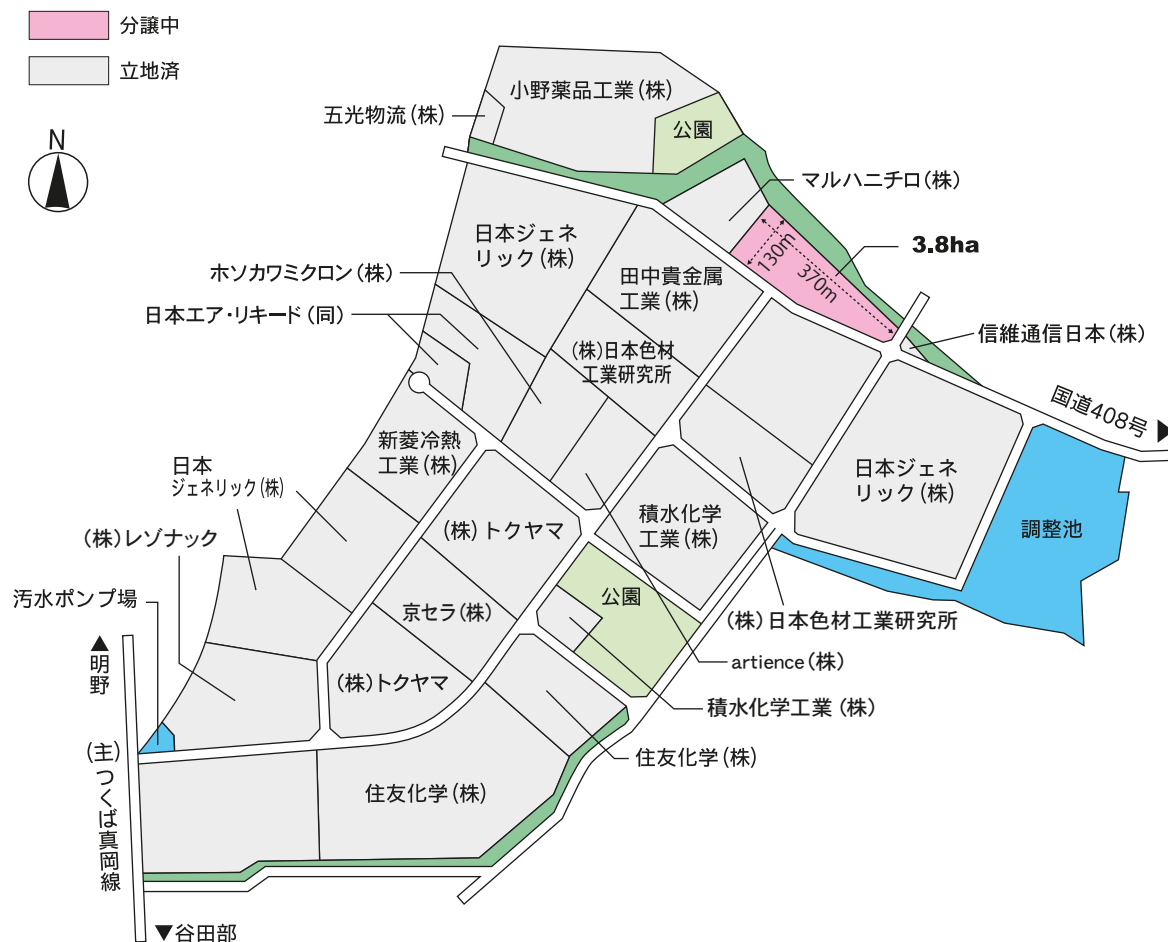 分譲中
立地済
N
小野薬品工業(株)
五光物流(株)
公園
マルハニチロ(株)
3.8ha
130m
370m
日本ジェネ
リック(株)
ホソカワミクロン(株)
田中貴金属
工業(株)
日本エア・リキード(同)
信維通信日本(株)
(株)日本色材
工業研究所
国道408号▶
新菱冷熱
工業(株)
日本
ジェネリック(株)
日本ジェネ
リック(株)
(株)トクヤマ
積水化学
工業(株)
調整池
(株)レゾナック
汚水ポンプ場
公園
京セラ(株)
(株)日本色材工業研究所
▲
明野
artience(株)
(株)トクヤマ
積水化学工業(株)
住友化学(株)
(主)つくば真岡線
住友化学(株)
▼谷田部